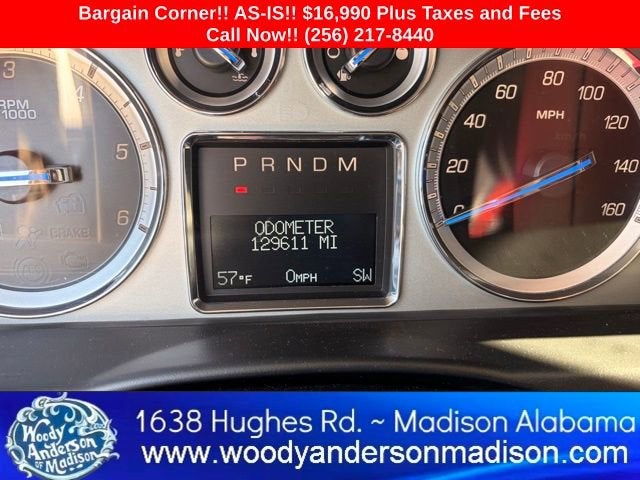 Bargain Corner!! AS-IS!! $16,990 Plus Taxes and Fees
Call Now!! (256) 217-8440
3
4
5
6
RPM
1000
BRAKE
P R N D M
ODOMETER
129611 MI
57°F 0MPH SW
20
40
60
80
100
120
140
160
MPH
km/h
Woody
Anderson
OF
Madison
1638 Hughes Rd. ~ Madison Alabama
www.woodyandersonmadison.com